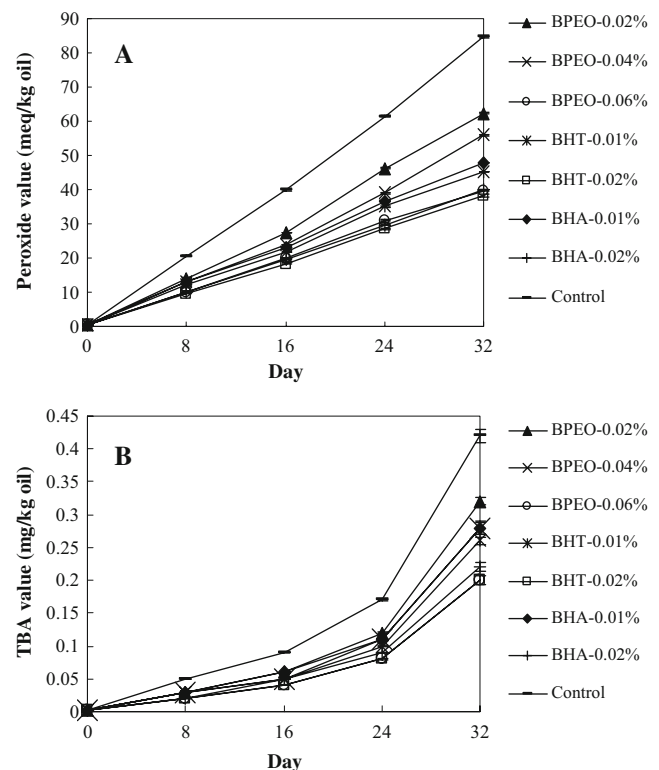 A
Peroxide value (meq/kg oil)
90
80
70
60
50
40
30
20
10
0
0 8 16 24 32
Day
BPEO-0.02%
BPEO-0.04%
BPEO-0.06%
BHT-0.01%
BHT-0.02%
BHA-0.01%
BHA-0.02%
Control
B
TBA value (mg/kg oil)
0.45
0.4
0.35
0.3
0.25
0.2
0.15
0.1
0.05
0
0 8 16 24 32
Day
BPEO-0.02%
BPEO-0.04%
BPEO-0.06%
BHT-0.01%
BHT-0.02%
BHA-0.01%
BHA-0.02%
Control